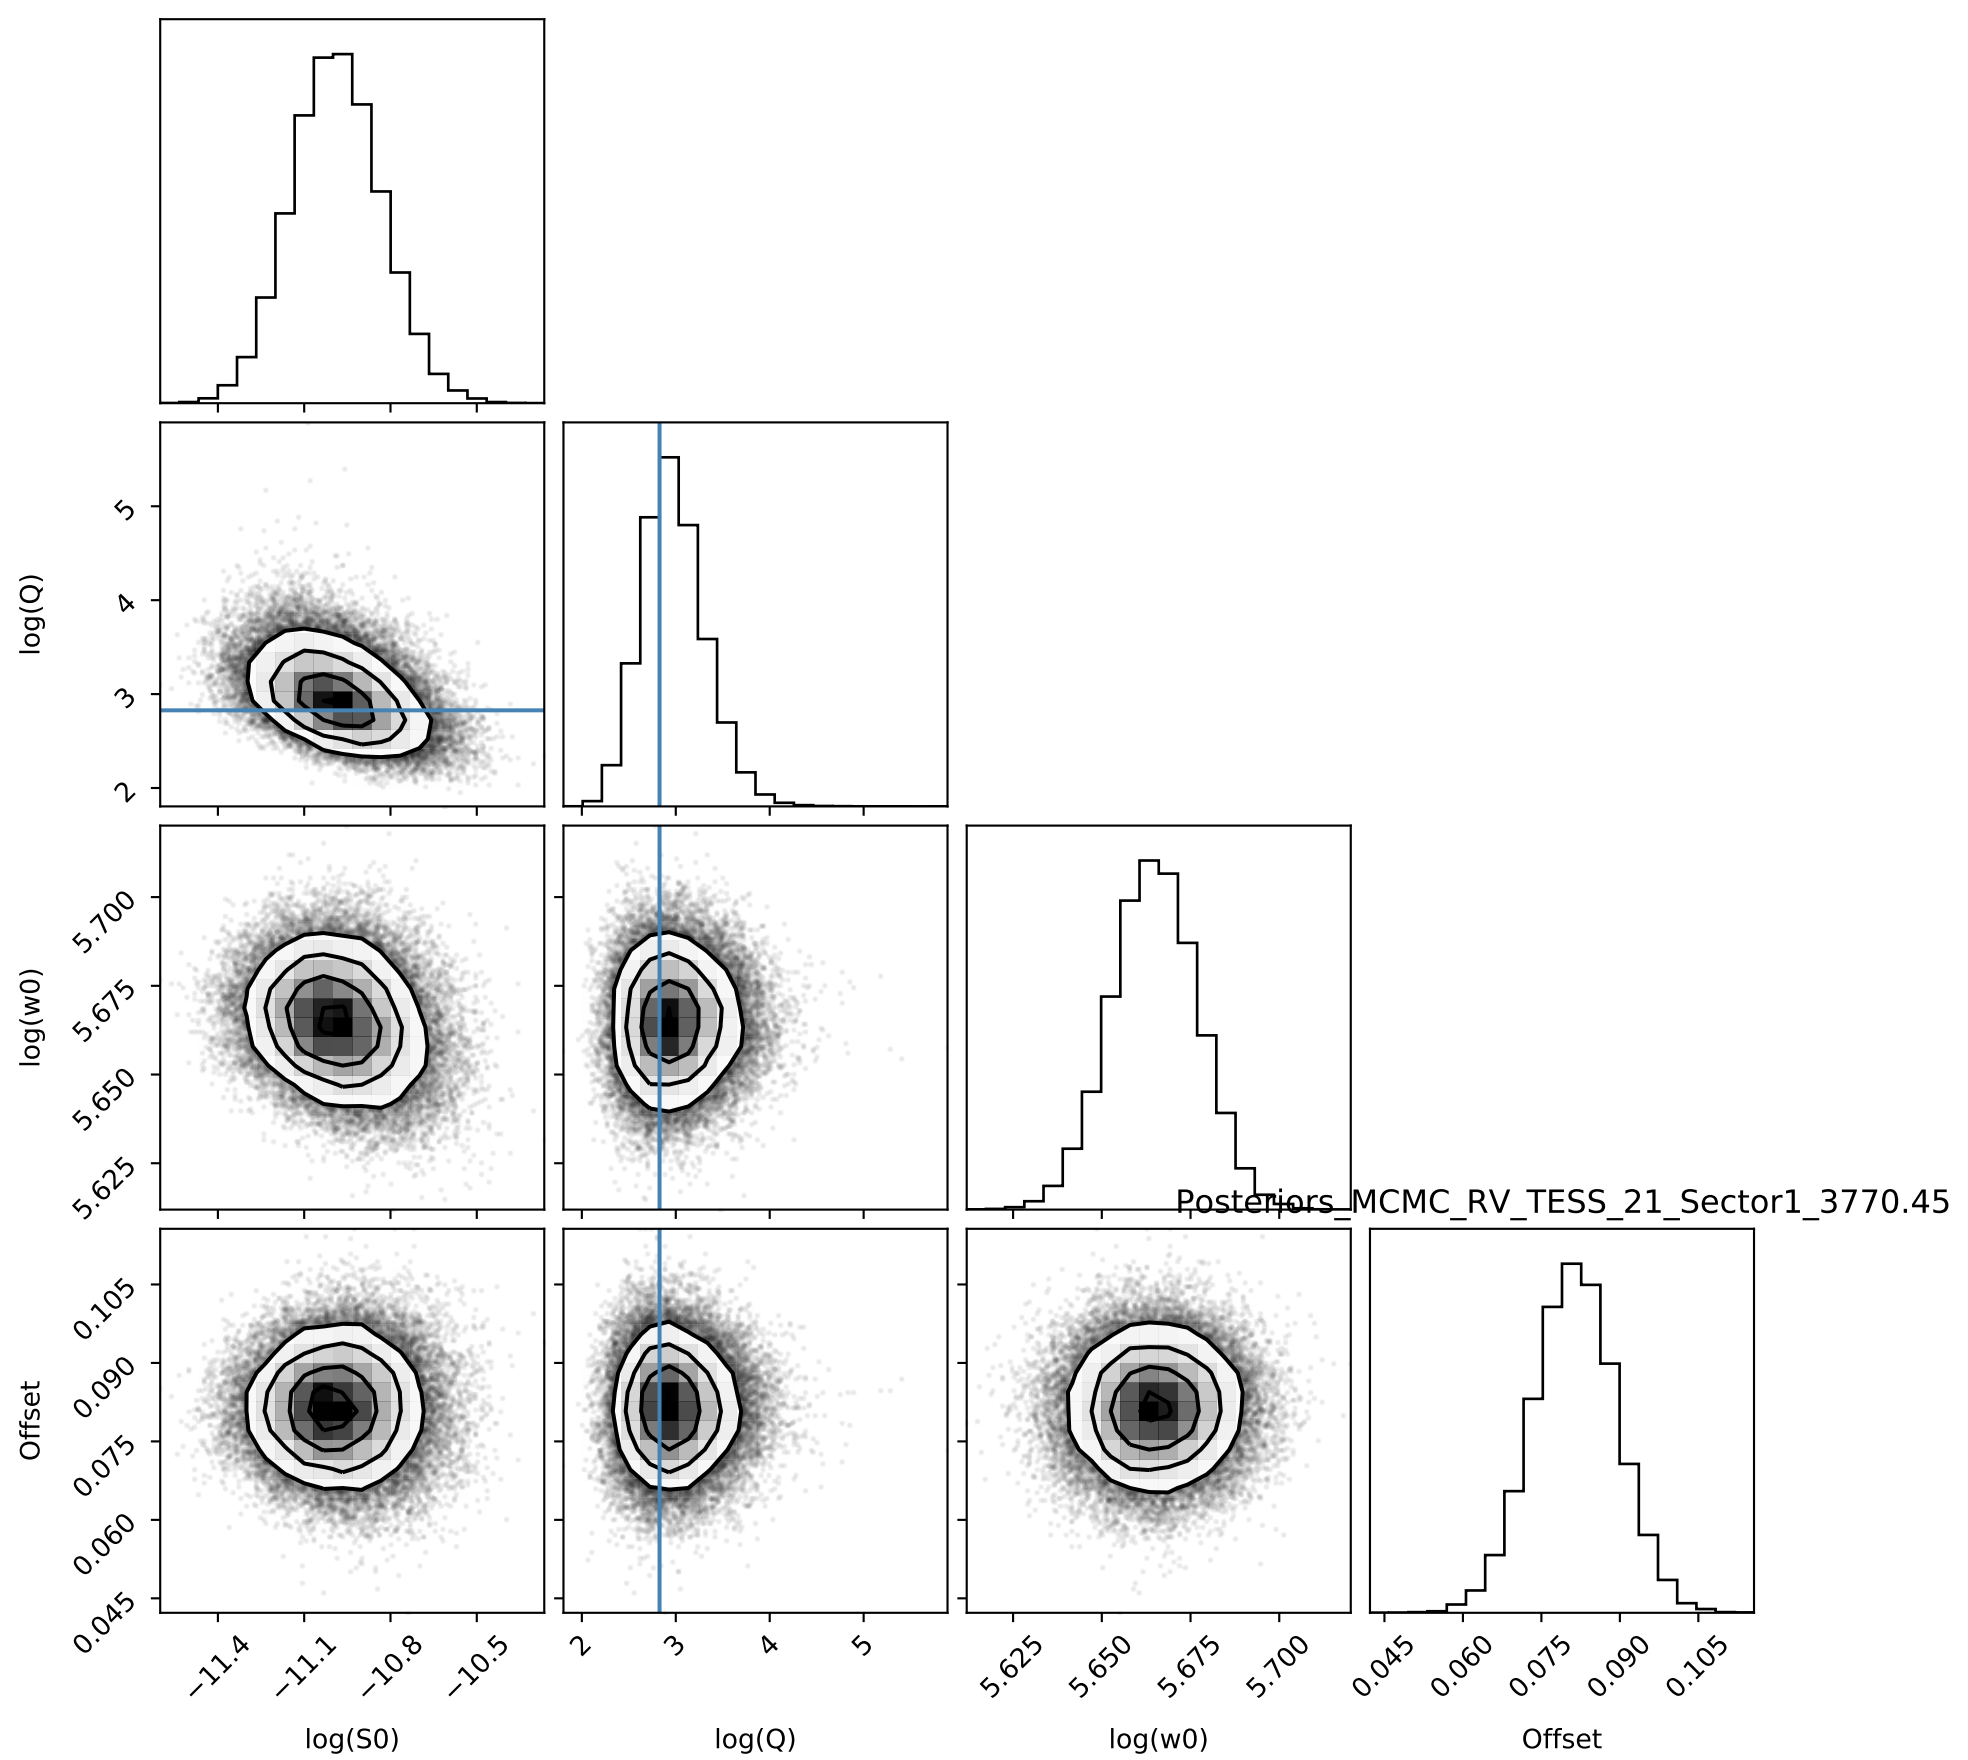 5
4
3
2
log(Q)
5.700
5.675
5.650
5.625
log(w0)
Posteriors_MCMC_RV_TESS_21_Sector1_3770.45
0.105
0.090
0.075
0.060
0.045
Offset
−11.4 −11.1 −10.8 −10.5 2 3 4 5 5.625 5.650 5.675 5.700 0.045 0.060 0.075 0.090 0.105
log(S0) log(Q) log(w0) Offset